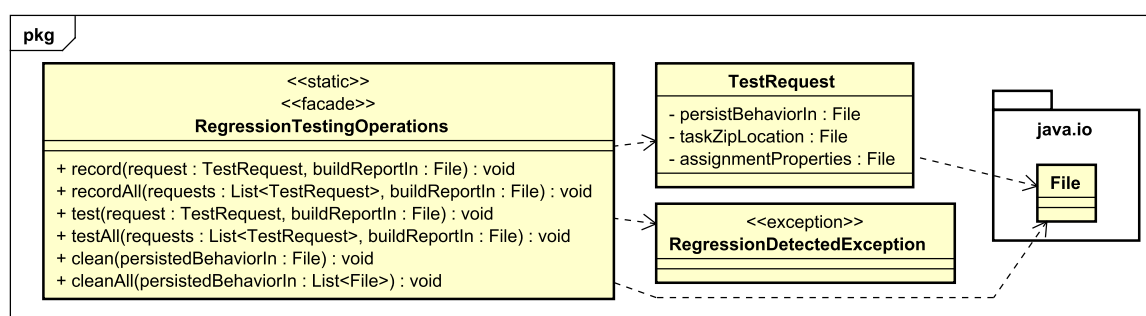 pkg
<<static>>
<<facade>>
RegressionTestingOperations
+ record(request : TestRequest, buildReportIn : File) : void
+ recordAll(requests : List<TestRequest>, buildReportIn : File) : void
+ test(request : TestRequest, buildReportIn : File) : void
+ testAll(requests : List<TestRequest>, buildReportIn : File) : void
+ clean(persistedBehaviorIn : File) : void
+ cleanAll(persistedBehaviorIn : List<File>) : void
TestRequest
- persistBehaviorIn : File
- taskZipLocation : File
- assignmentProperties : File
<<exception>>
RegressionDetectedException
java.io
File